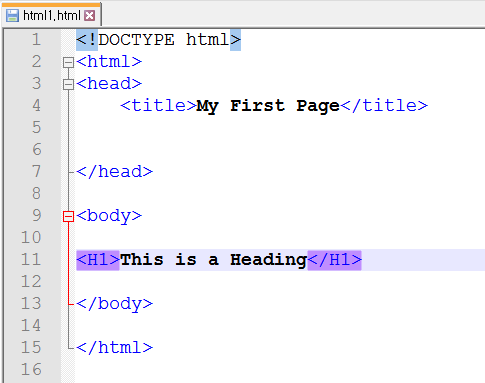 html1.html
1 <!DOCTYPE html>
2 <html>
3 <head>
4 <title>My First Page</title>
5
6
7 </head>
8
9 <body>
10
11 <H1>This is a Heading</H1>
12
13 </body>
14
15 </html>
16